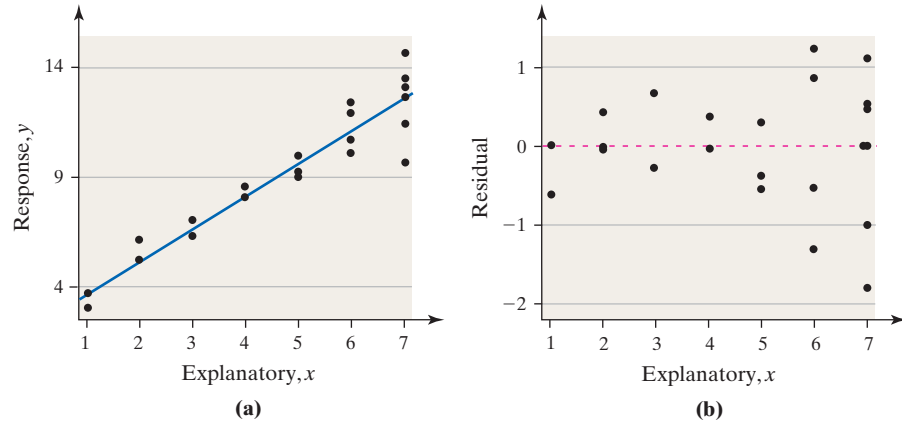 14
9
4
Response, y
1 2 3 4 5 6 7
Explanatory, x
(a)
1
0
−1
−2
Residual
1 2 3 4 5 6 7
Explanatory, x
(b)